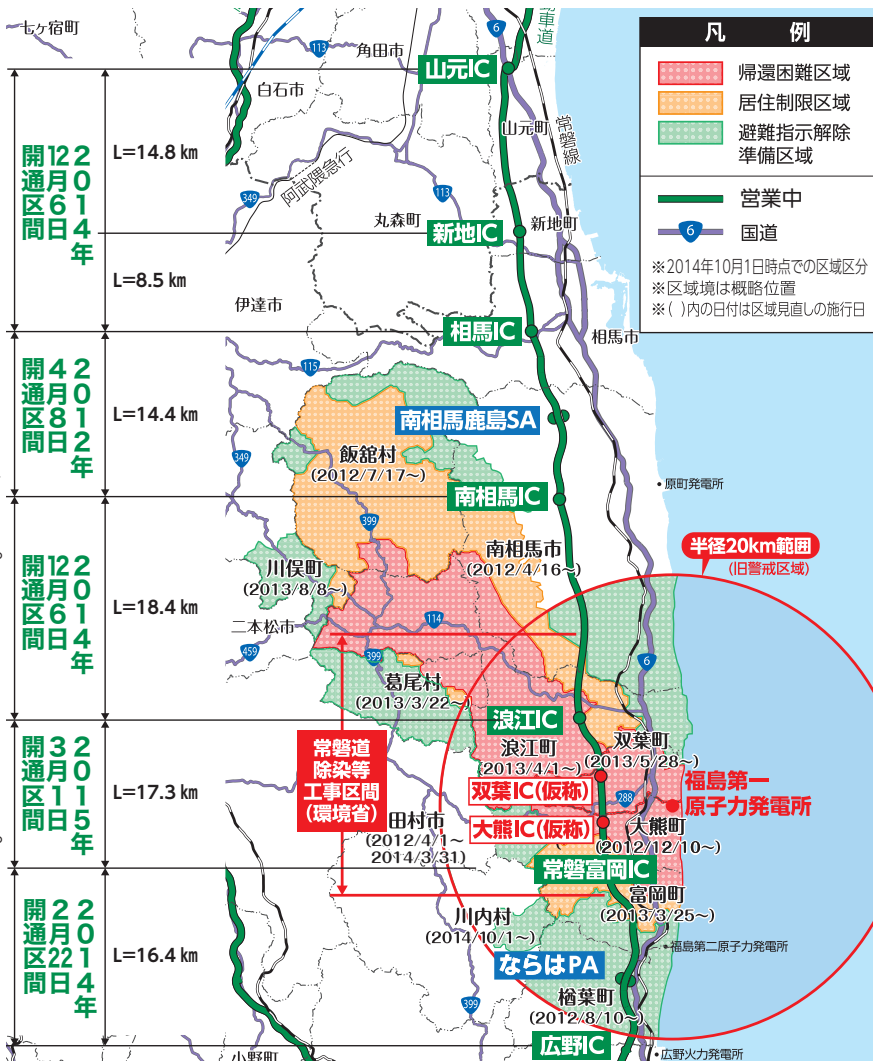 七ヶ宿町
113
角田市
白石市
6
動車道
山元IC
山元町
常磐線
凡 例
帰還困難区域
居住制限区域
避難指示解除
準備区域
営業中
6 国道
※2014年10月1日時点での区域区分
※区域境は概略位置
※( )内の日付は区域見直しの施行日
2014年
12月6日
開通区間
L=14.8 km
阿武隈急行
349
113
丸森町
新地IC
新地町
L=8.5 km
伊達市
相馬IC
相馬市
115
2012年
4月8日
開通区間
L=14.4 km
南相馬鹿島SA
飯舘村
(2012/7/17~)
349
南相馬IC
原町発電所
399
2014年
12月6日
開通区間
L=18.4 km
南相馬市
(2012/4/16~)
半径20km範囲
(旧警戒区域)
川俣町
(2013/8/8~)
二本松市
114
459
399
6
葛尾村
(2013/3/22~)
浪江IC
2015年
3月1日
開通区間
L=17.3 km
常磐道
除染等
工事区間
(環境省)
浪江町
(2013/4/1~)
双葉町
(2013/5/28~)
双葉IC(仮称)
288
福島第一
原子力発電所
大熊IC(仮称)
大熊町
(2012/12/10~)
田村市
(2012/4/1~
2014/3/31)
常磐富岡IC
富岡町
(2013/3/25~)
2014年
2月22日
開通区間
L=16.4 km
川内村
(2014/10/1~)
福島第二原子力発電所
ならはPA
楢葉町
(2012/8/10~)
399
広野IC
広野火力発電所
小野町